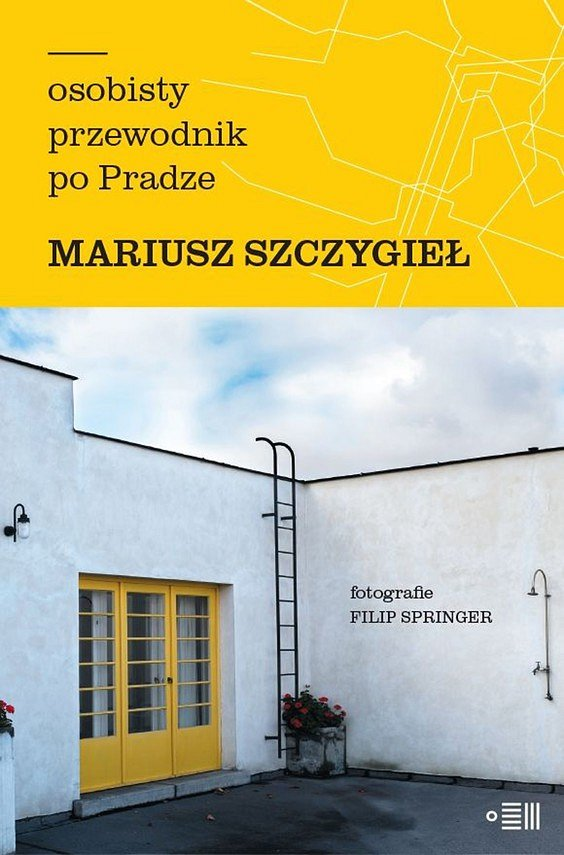 osobisty
przewodnik
po Pradze
MARIUSZ SZCZYGIEŁ
fotografie
FILIP SPRINGER